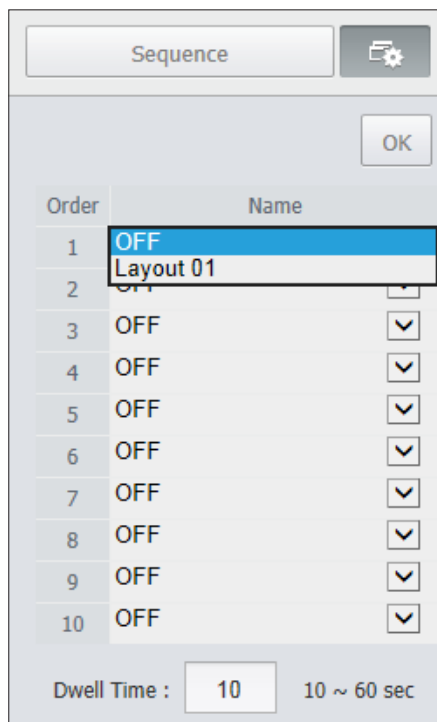 Sequence
OK
Order Name
1 OFF
Layout 01
2 OFF
3 OFF
4 OFF
5 OFF
6 OFF
7 OFF
8 OFF
9 OFF
10 OFF
Dwell Time : 10 10 ~ 60 sec